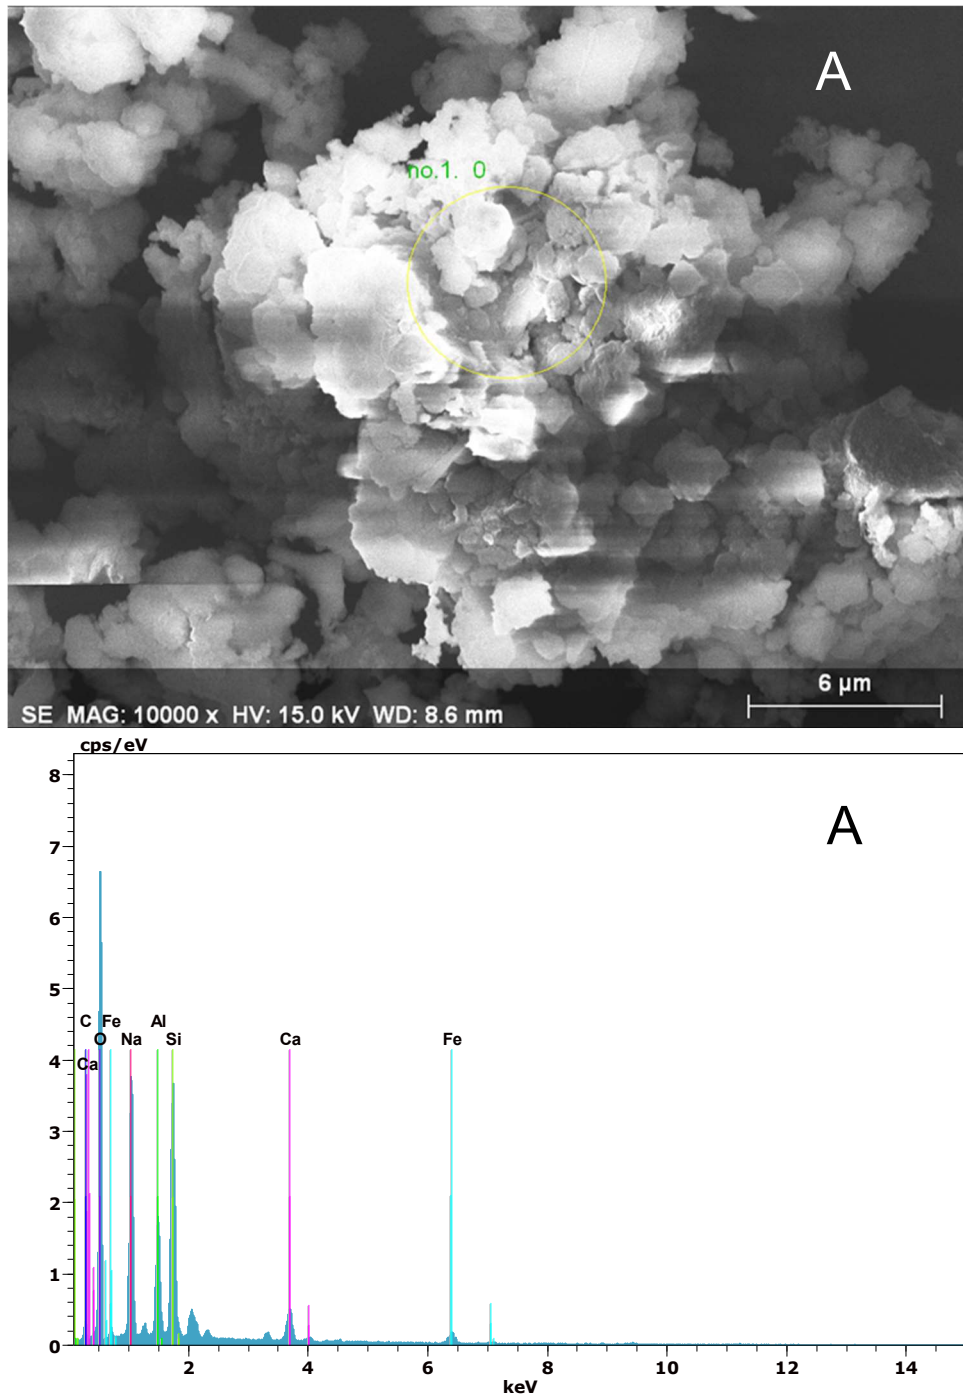 A
no.1. 0
6 µm
SE MAG: 10000 x HV: 15.0 kV WD: 8.6 mm
cps/eV
A
8
7
6
5
4
3
2
1
0
C Fe Al
O Na Si Ca Fe
Ca
2 4 6 8 10 12 14
keV